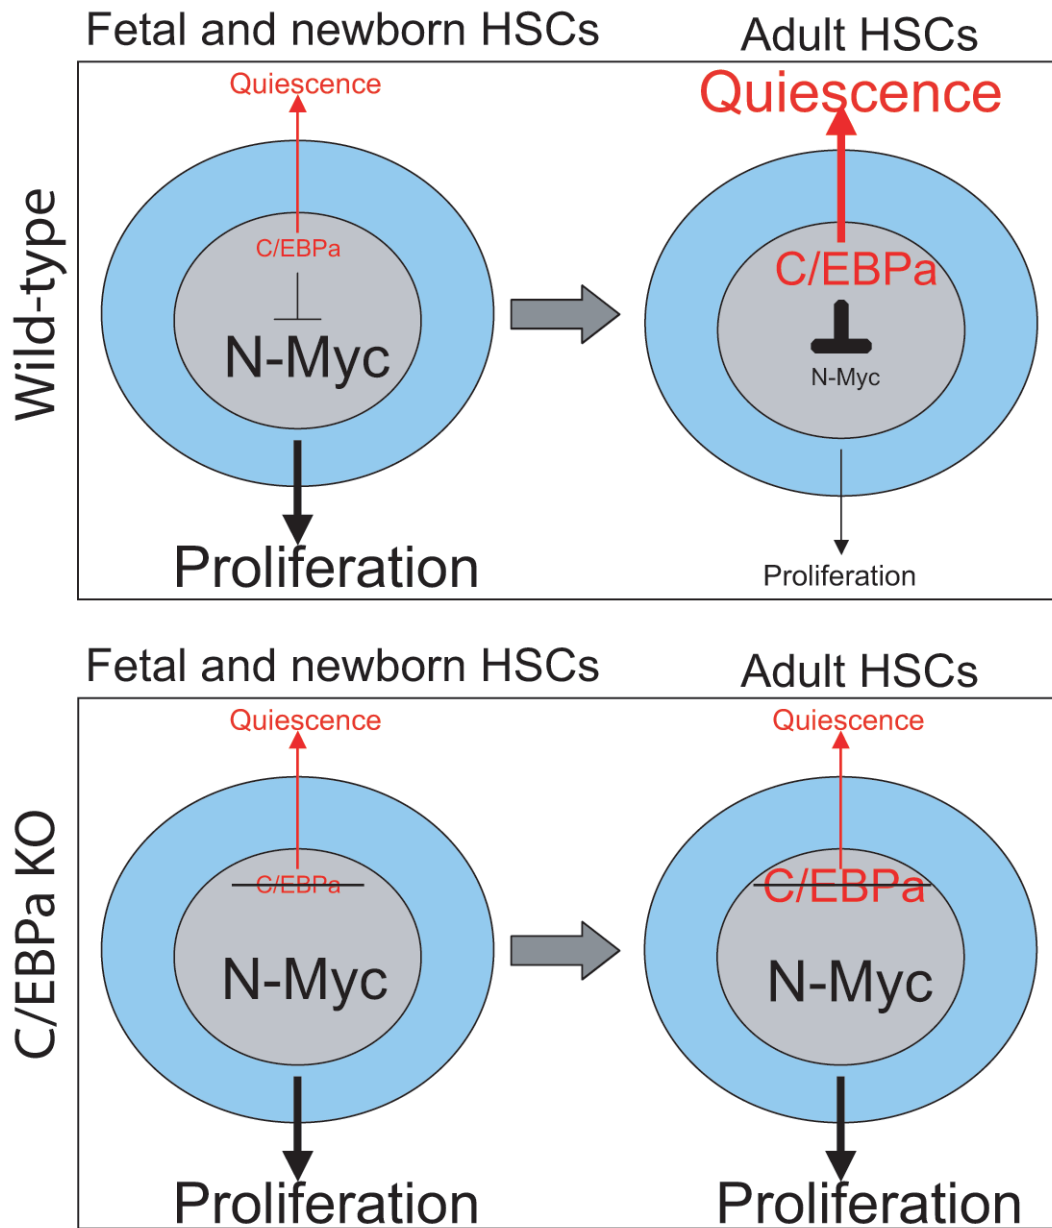 Fetal and newborn HSCs
Adult HSCs
Wild-type
Quiescence
C/EBPa
N-Myc
Proliferation
Quiescence
C/EBPa
N-Myc
Proliferation
Fetal and newborn HSCs
Adult HSCs
C/EBPa KO
Quiescence
C/EBPa
N-Myc
Proliferation
Quiescence
C/EBPa
N-Myc
Proliferation